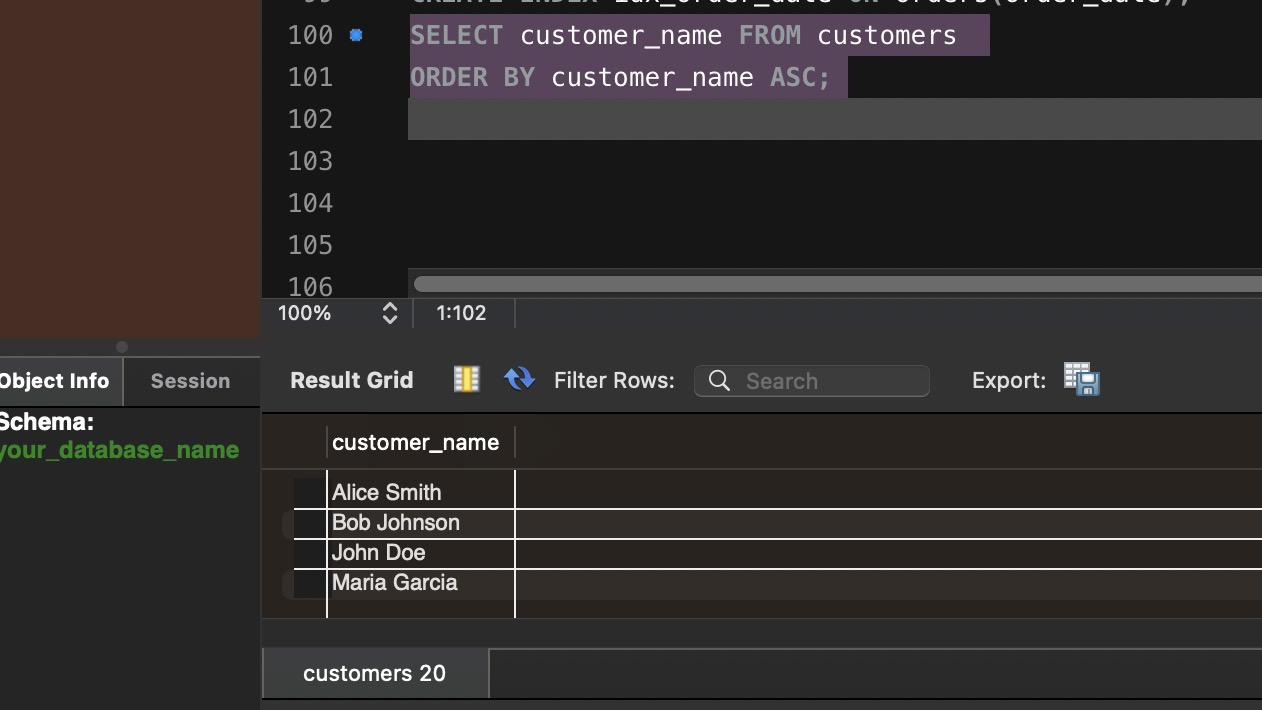 100 SELECT customer_name FROM customers
101 ORDER BY customer_name ASC;
102
103
104
105
106
100% 1:102
Object Info Session
Result Grid Filter Rows: Search Export:
Schema:
your_database_name
customer_name
Alice Smith
Bob Johnson
John Doe
Maria Garcia
customers 20